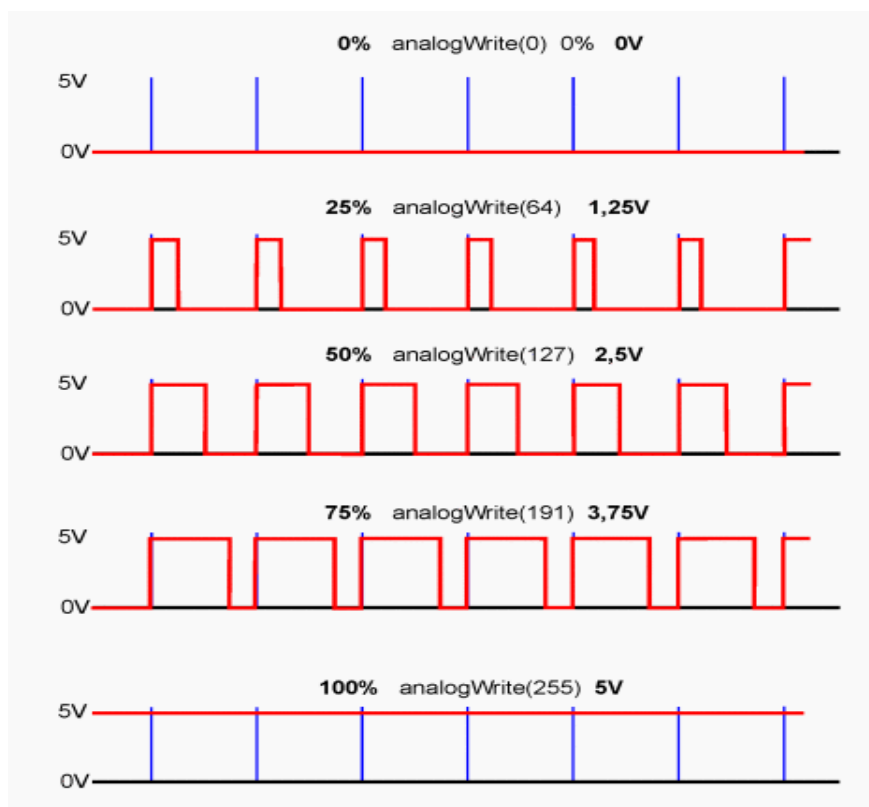 0% analogWrite(0) 0% 0V
5V
0V
25% analogWrite(64) 1,25V
5V
0V
50% analogWrite(127) 2,5V
5V
0V
75% analogWrite(191) 3,75V
5V
0V
100% analogWrite(255) 5V
5V
0V